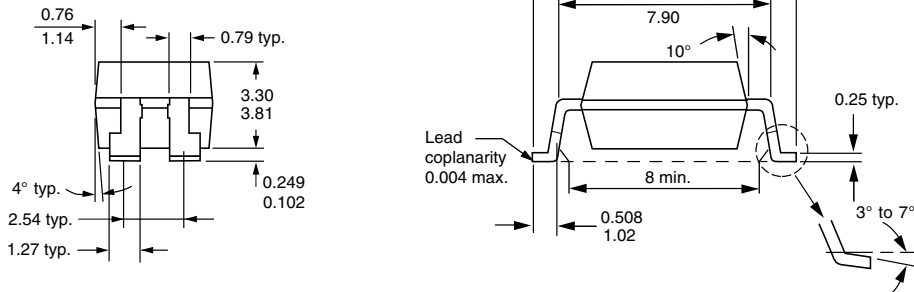 0.76
1.14
0.79 typ.
3.30
3.81
0.249
0.102
4° typ.
2.54 typ.
1.27 typ.
7.90
10°
0.25 typ.
Lead
coplanarity
0.004 max.
8 min.
0.508
1.02
3° to 7°